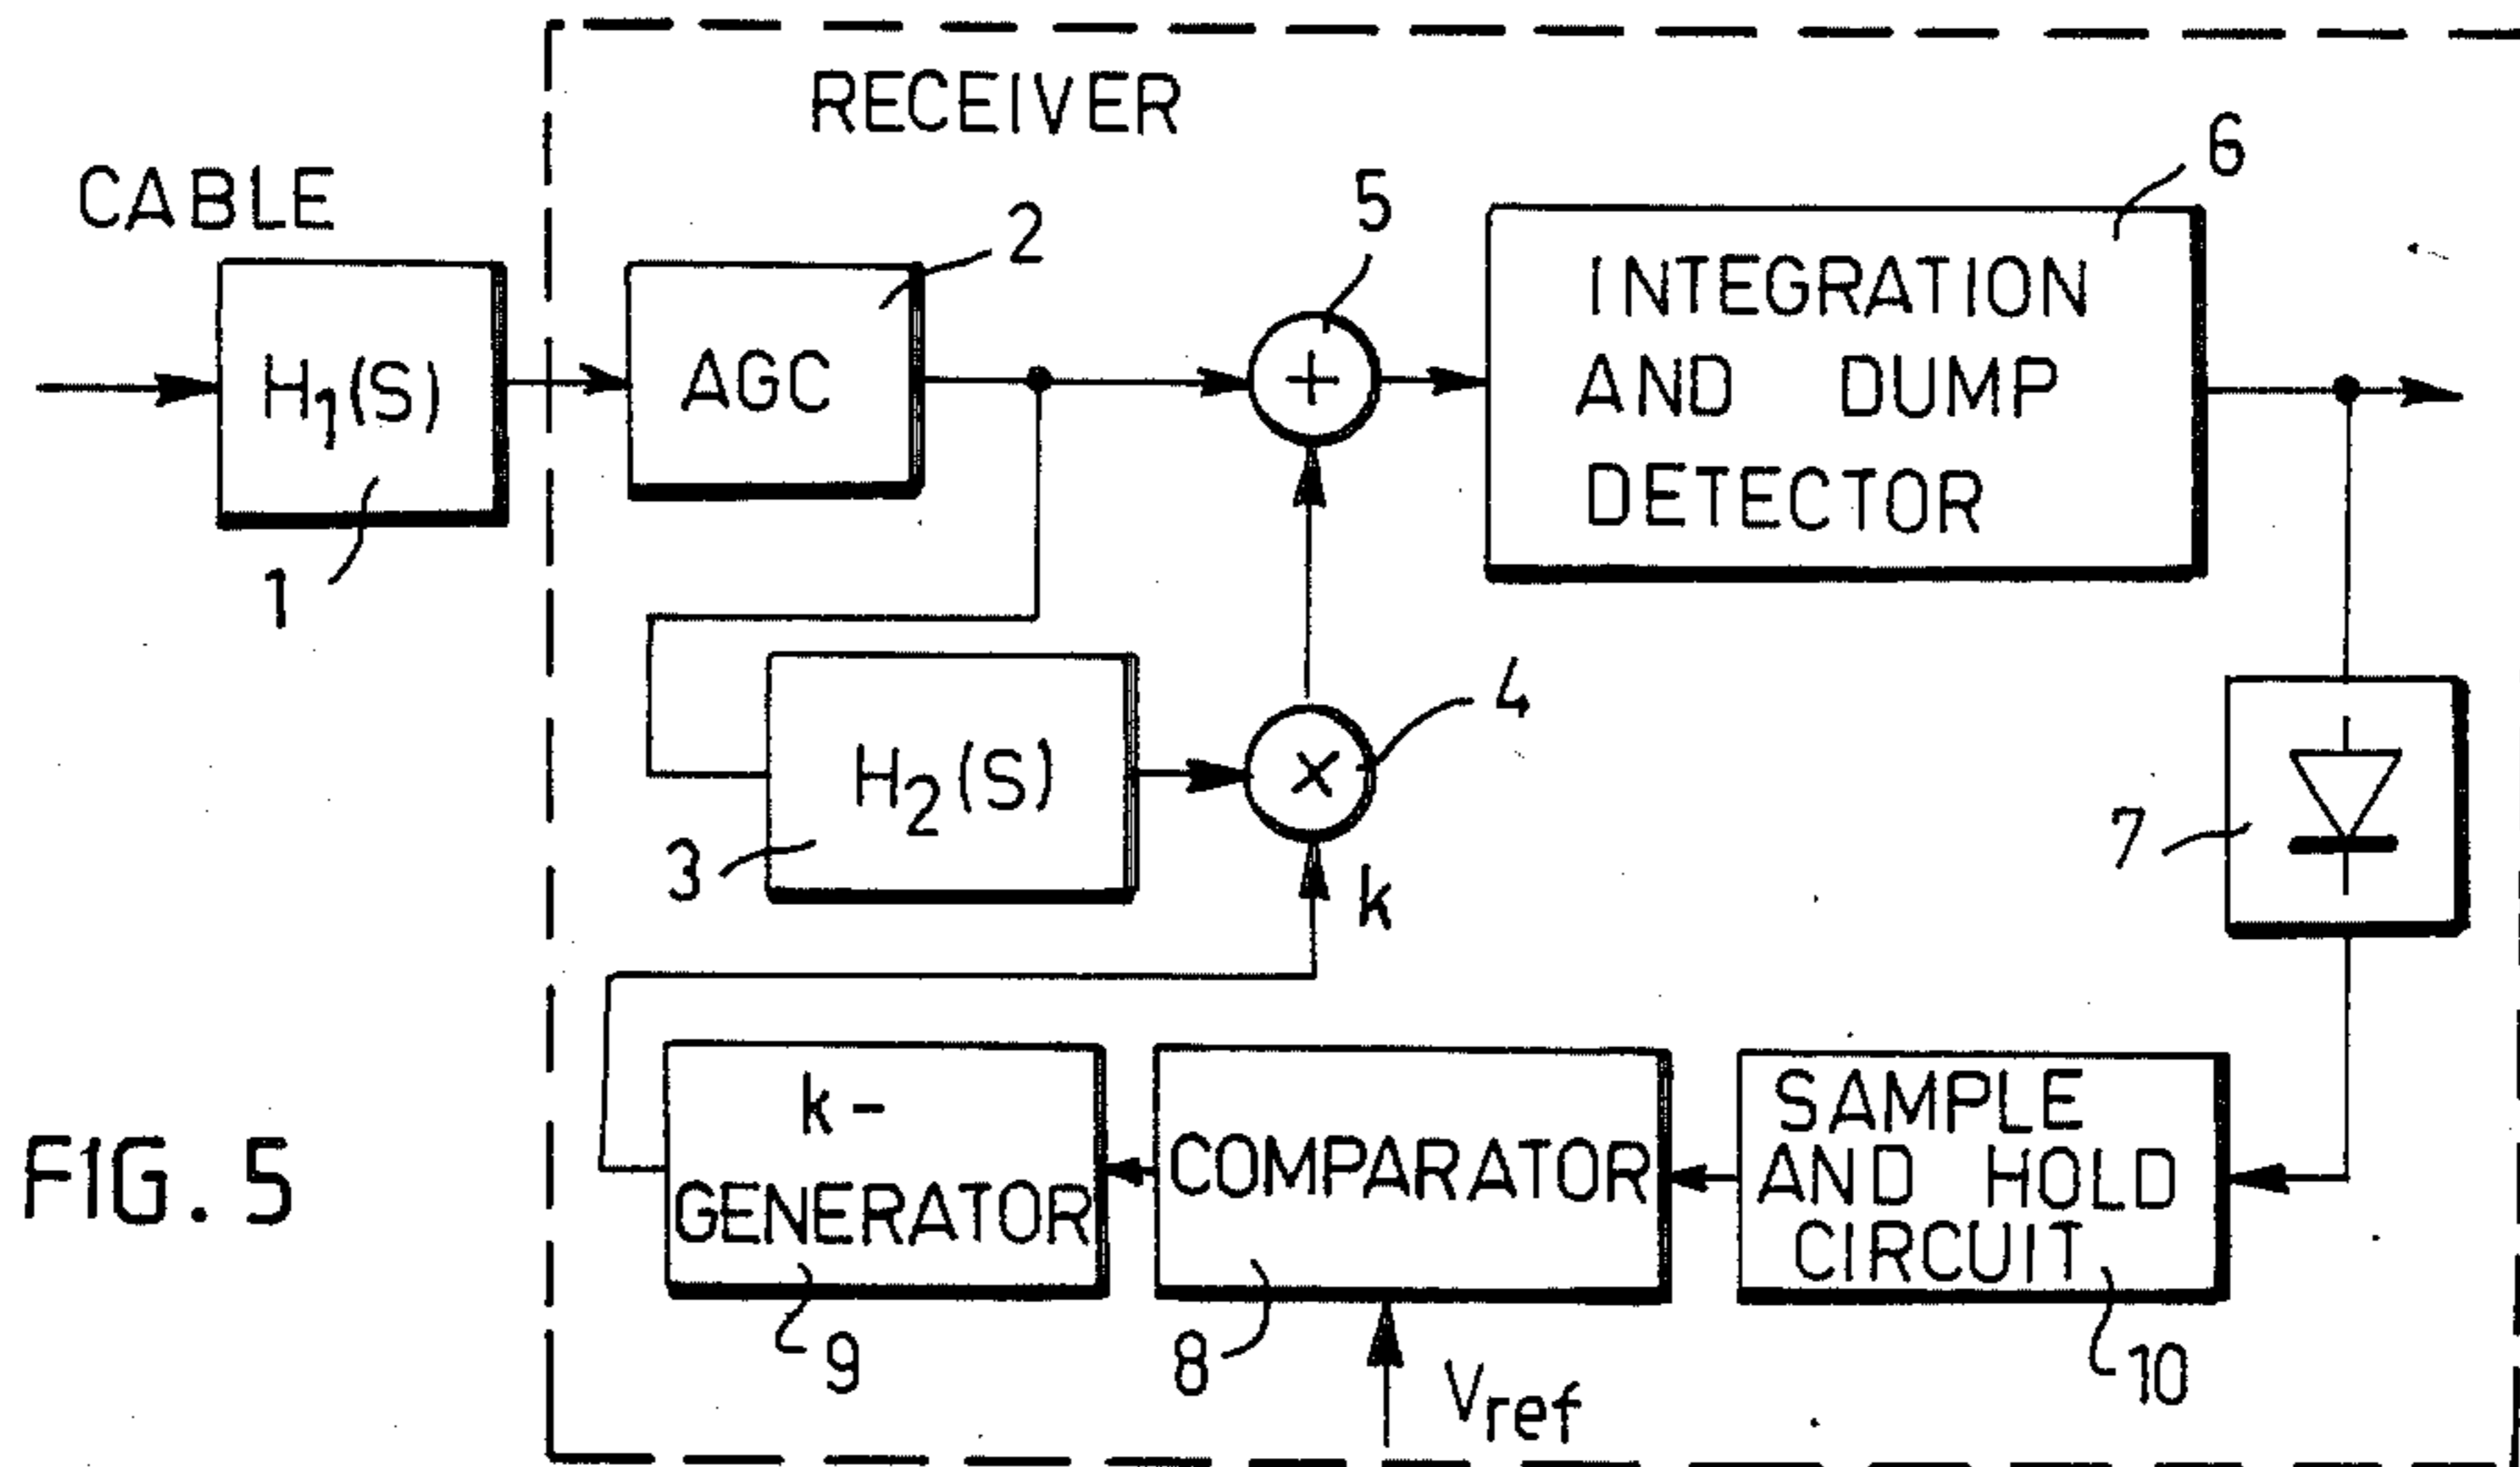 RECEIVER
CABLE
6
5
2
INTEGRATION
AND DUMP
DETECTOR
H1(S)
AGC
+
1
4
H2(S)
×
7
3
k
k-
GENERATOR
COMPARATOR
SAMPLE
AND HOLD
CIRCUIT
FIG. 5
9
8
Vref
10